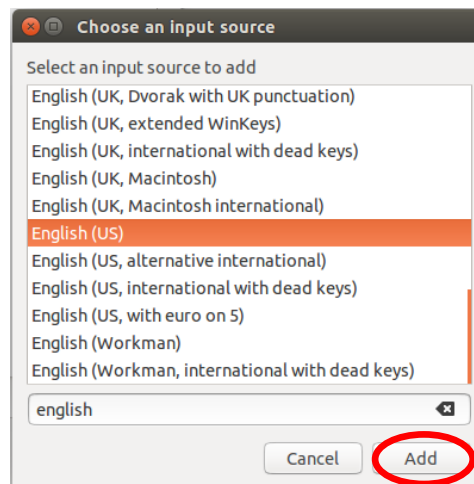 Choose an input source
Select an input source to add
English (UK, Dvorak with UK punctuation)
English (UK, extended WinKeys)
English (UK, international with dead keys)
English (UK, Macintosh)
English (UK, Macintosh international)
English (US)
English (US, alternative international)
English (US, international with dead keys)
English (US, with euro on 5)
English (Workman)
English (Workman, international with dead keys)
english
Cancel Add